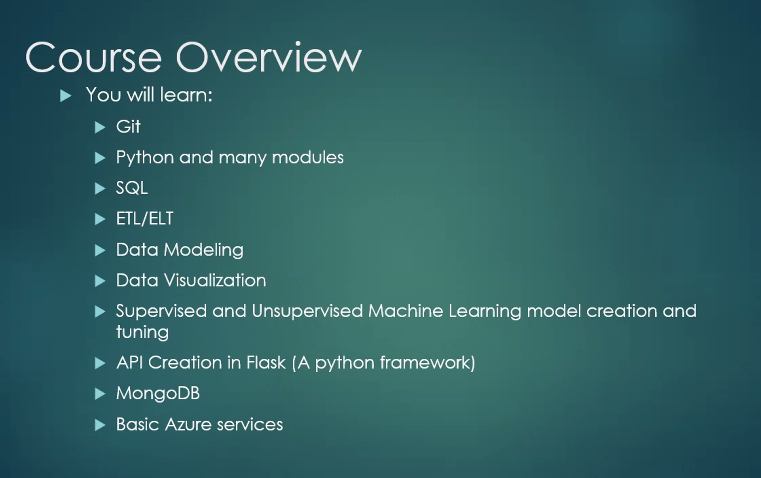 Course Overview
You will learn:
Git
Python and many modules
SQL
ETL/ELT
Data Modeling
Data Visualization
Supervised and Unsupervised Machine Learning model creation and
tuning
API Creation in Flask (A python framework)
MongoDB
Basic Azure services